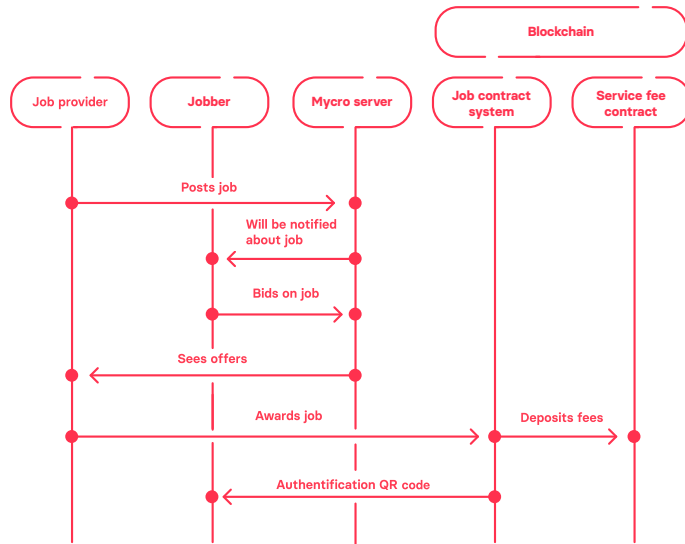 Blockchain
Job provider
Jobber
Mycro server
Job contract
system
Service fee
contract
Posts job
Will be notified
about job
Bids on job
Sees offers
Awards job
Deposits fees
Authentification QR code